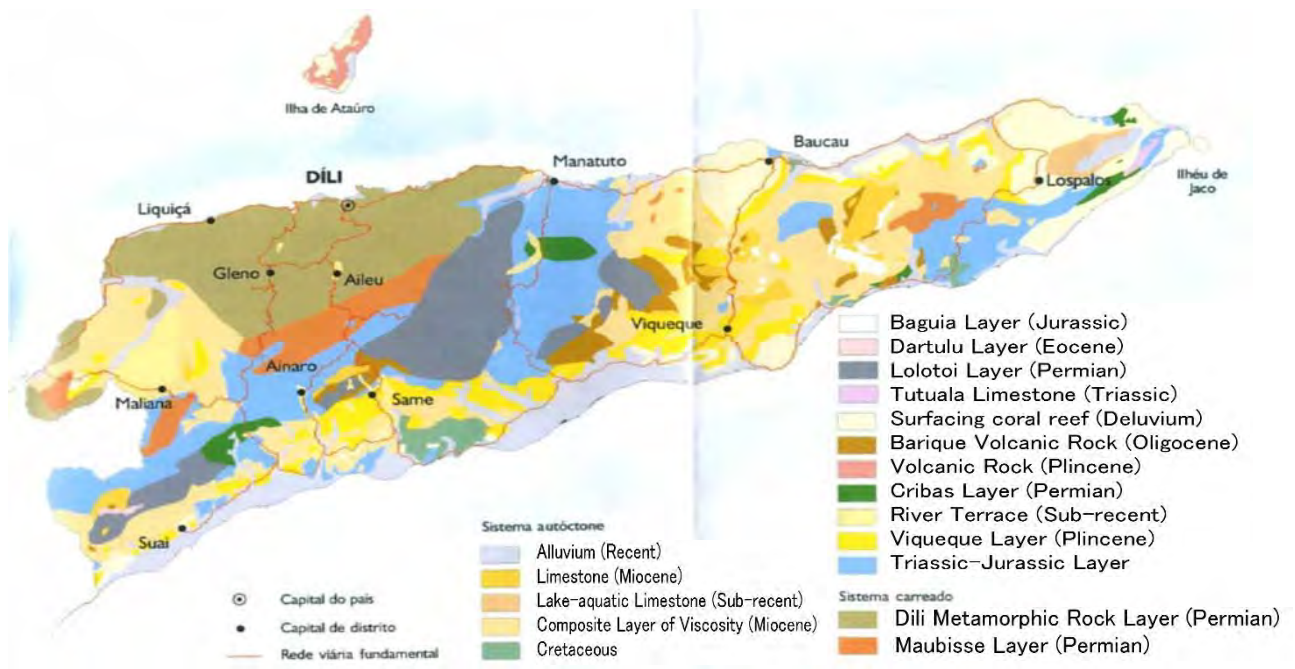 Ilha de Ataúro
Baucau
Manatuto
DÍLI
Lospalos
Ilhéu de
Jaco
Liquiçá
Gleno
Aileu
Viqueque
Ainaro
Maliana
Same
Suai
Baguia Layer (Jurassic)
Dartulu Layer (Eocene)
Lolotoi Layer (Permian)
Tutuala Limestone (Triassic)
Surfacing coral reef (Deluvium)
Barique Volcanic Rock (Oligocene)
Volcanic Rock (Plincene)
Cribas Layer (Permian)
River Terrace (Sub-recent)
Viqueque Layer (Plincene)
Triassic-Jurassic Layer
Sistema carreado
Dili Metamorphic Rock Layer (Permian)
Maubisse Layer (Permian)
Sistema autóctone
Alluvium (Recent)
Limestone (Miocene)
Lake-aquatic Limestone (Sub-recent)
Composite Layer of Viscosity (Miocene)
Cretaceous
Capital do país
Capital de distrito
Rede viária fundamental